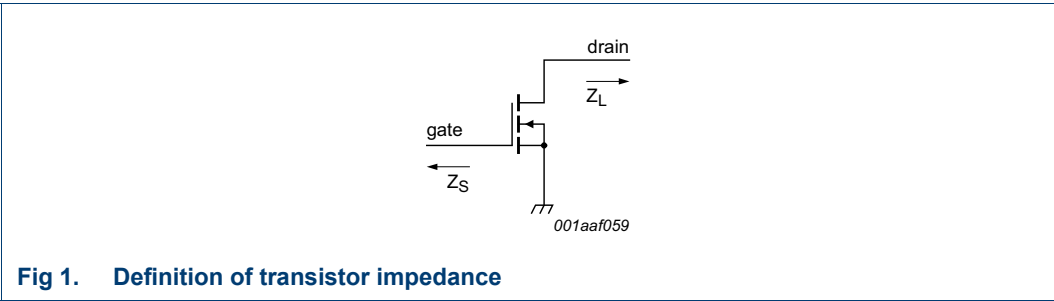 drain
Z_L
gate
Z_S
001aaf059
Fig 1. Definition of transistor impedance